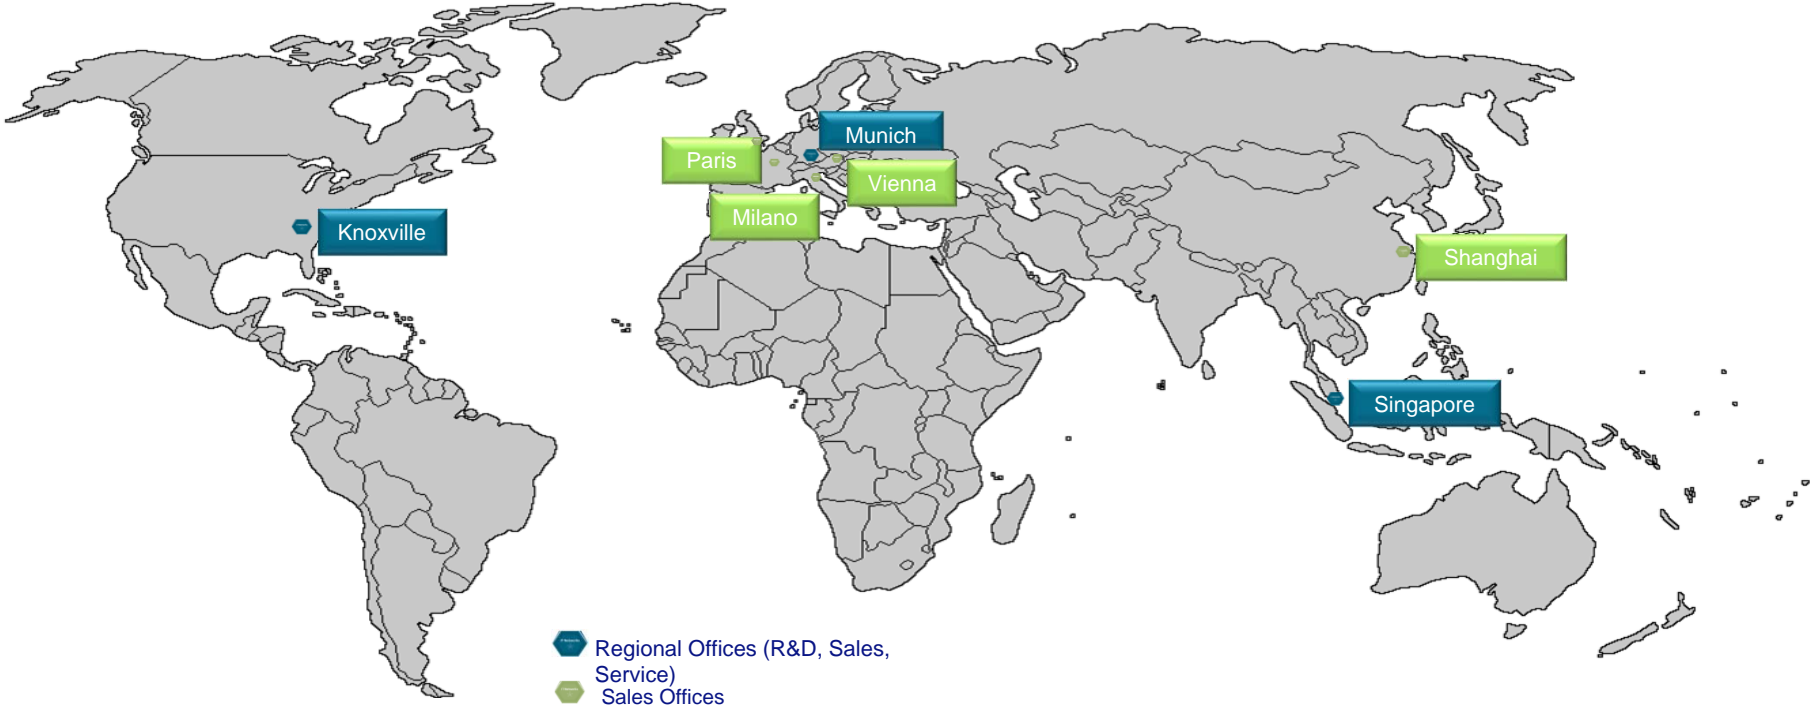 Munich
Paris
Vienna
Milano
Knoxville
Shanghai
Singapore
Regional Offices (R&D, Sales,
Service)
Sales Offices